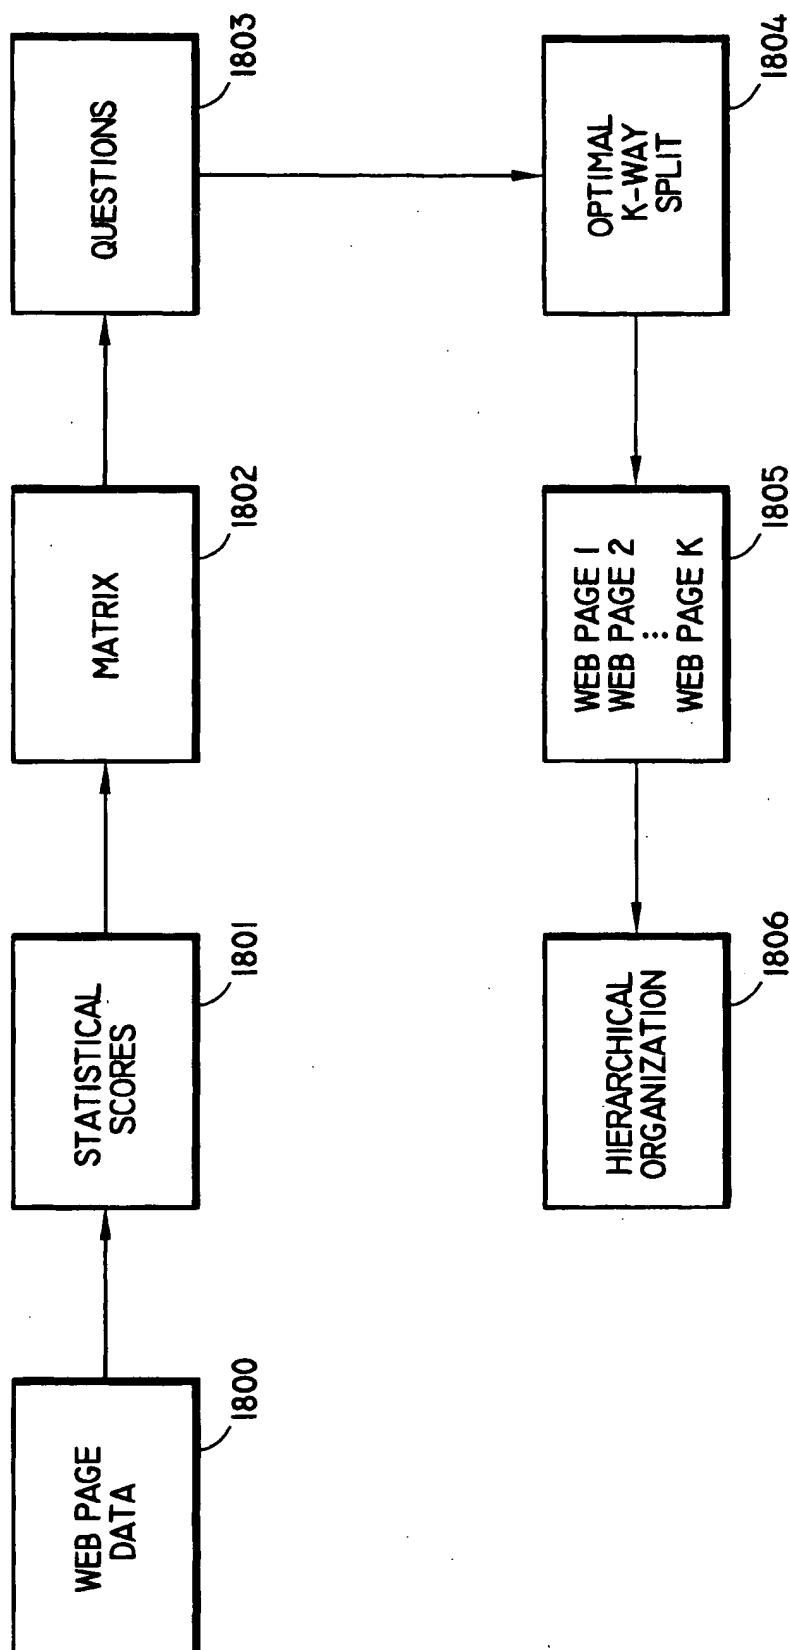 WEB PAGE
DATA
1800
STATISTICAL
SCORES
1801
MATRIX
1802
QUESTIONS
1803
OPTIMAL
K-WAY
SPLIT
1804
WEB PAGE 1
WEB PAGE 2
⋮
WEB PAGE K
1805
HIERARCHICAL
ORGANIZATION
1806